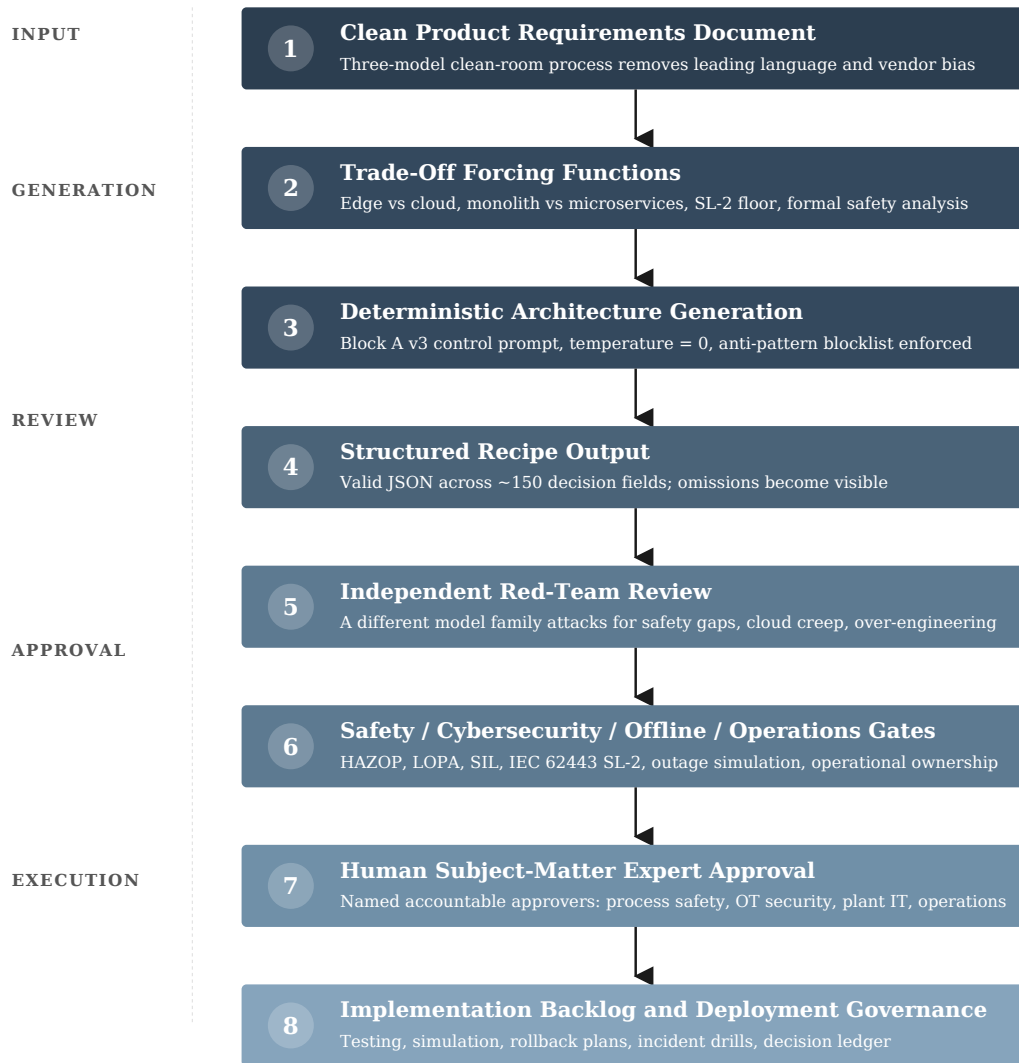 INPUT
1
Clean Product Requirements Document
Three-model clean-room process removes leading language and vendor bias
GENERATION
2
Trade-Off Forcing Functions
Edge vs cloud, monolith vs microservices, SL-2 floor, formal safety analysis
3
Deterministic Architecture Generation
Block A v3 control prompt, temperature = 0, anti-pattern blocklist enforced
REVIEW
4
Structured Recipe Output
Valid JSON across ~150 decision fields; omissions become visible
5
Independent Red-Team Review
A different model family attacks for safety gaps, cloud creep, over-engineering
APPROVAL
6
Safety / Cybersecurity / Offline / Operations Gates
HAZOP, LOPA, SIL, IEC 62443 SL-2, outage simulation, operational ownership
EXECUTION
7
Human Subject-Matter Expert Approval
Named accountable approvers: process safety, OT security, plant IT, operations
8
Implementation Backlog and Deployment Governance
Testing, simulation, rollback plans, incident drills, decision ledger